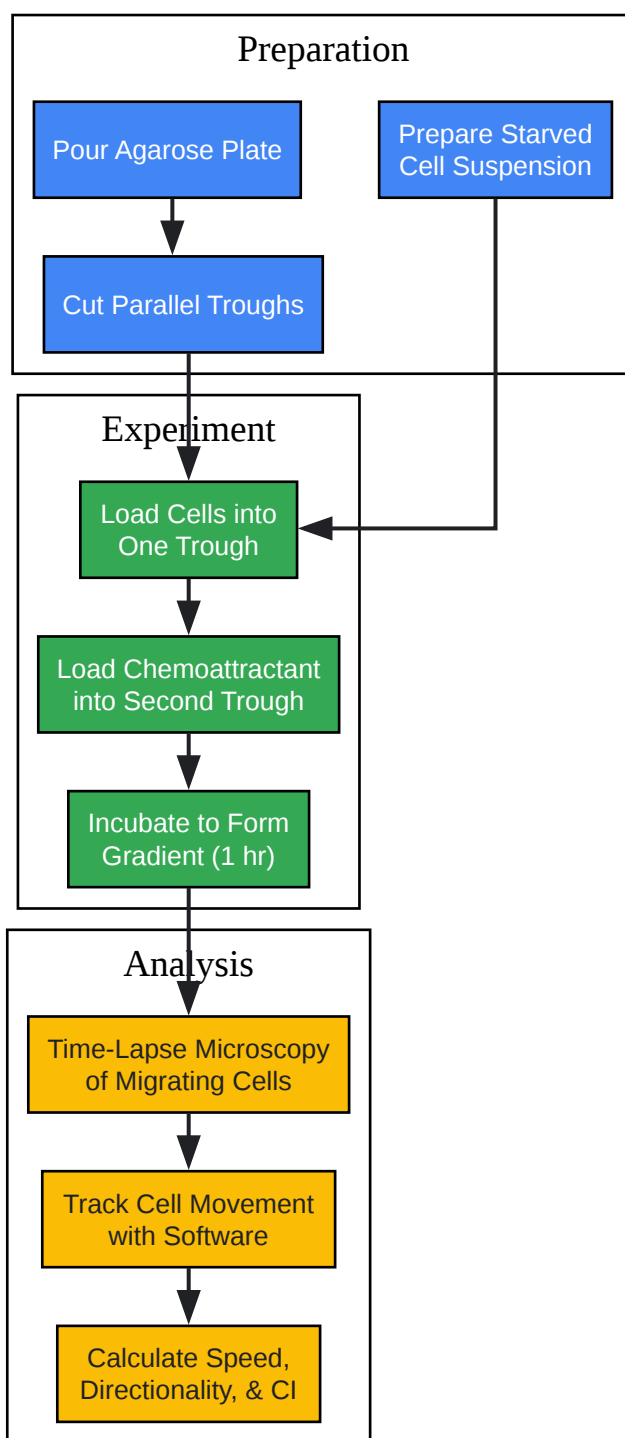 Preparation
Pour Agarose Plate
Prepare Starved
Cell Suspension
Cut Parallel Troughs
Experiment
Load Cells into
One Trough
Load Chemoattractant
into Second Trough
Incubate to Form
Gradient (1 hr)
Analysis
Time-Lapse Microscopy
of Migrating Cells
Track Cell Movement
with Software
Calculate Speed,
Directionality, & CI